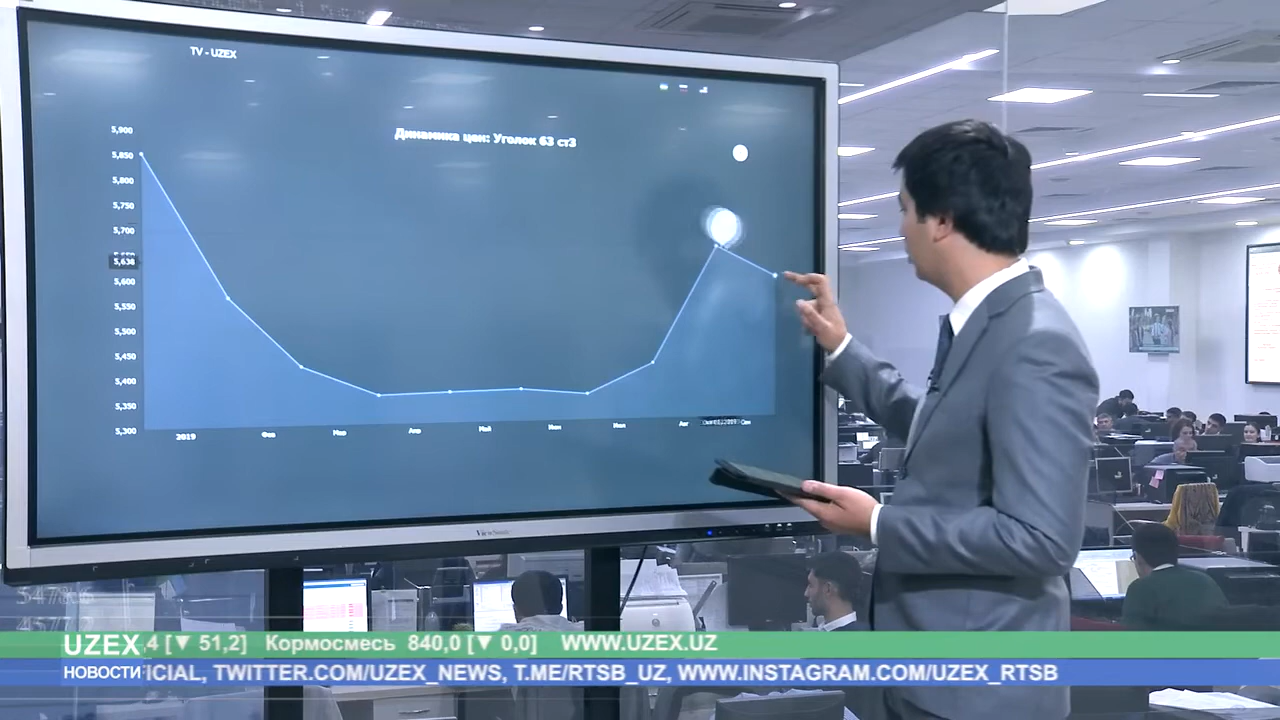 TV - UZEX
Динамика цен: Уголок 63 ст3
5,900
5,850
5,800
5,750
5,700
5,636
5,600
5,550
5,500
5,450
5,400
5,350
5,300
2019 Фев Мар Апр Май Июн Июл Авг Сен
ViewSonic
UZEX ,4 [▼ 51,2] Кормосмесь 840,0 [▼ 0,0] WWW.UZEX.UZ
НОВОСТИ ICIAL, TWITTER.COM/UZEX_NEWS, T.ME/RTSB_UZ, WWW.INSTAGRAM.COM/UZEX_RTSB